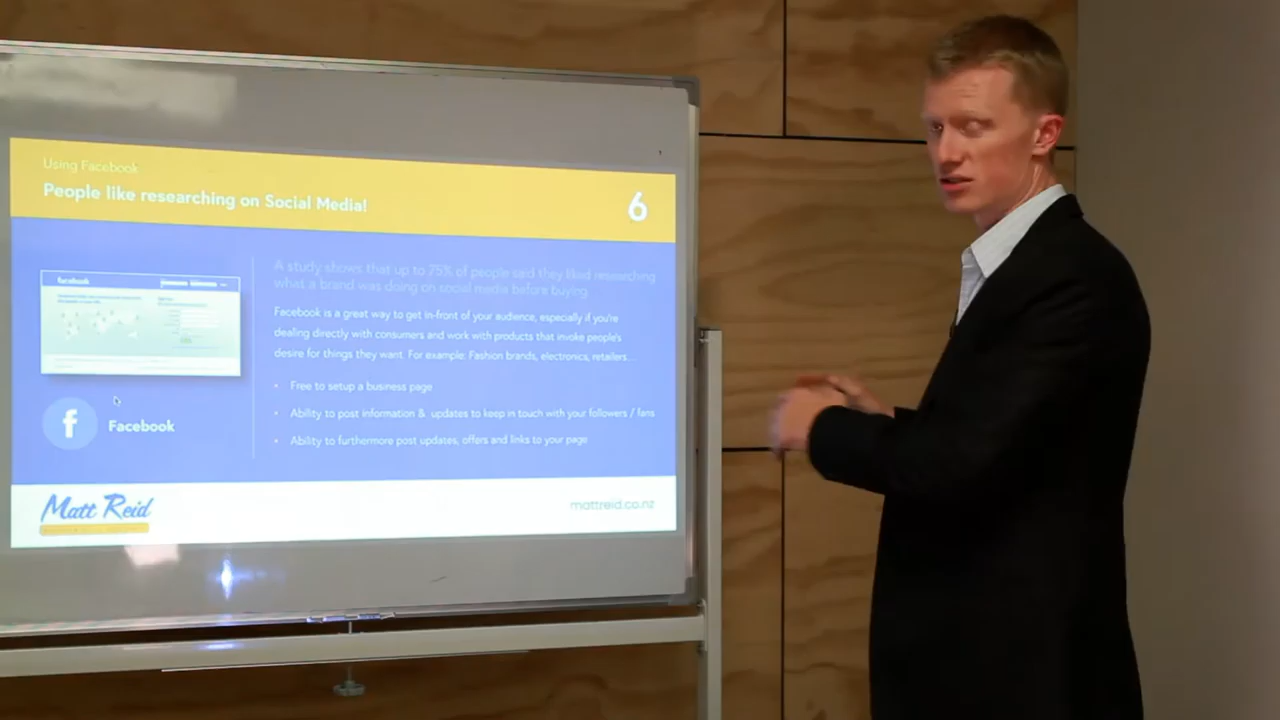 Using Facebook
People like researching on Social Media!
6
A study shows that up to 75% of people said they liked researching
what a brand was doing on social media before buying
facebook
Facebook is a great way to get in-front of your audience, especially if you're
dealing directly with consumers and work with products that invoke people's
desire for things they want. For example: Fashion brands, electronics, retailers...
• Free to setup a business page
• Ability to post information & updates to keep in touch with your followers / fans
• Ability to furthermore post updates, offers and links to your page
f
Facebook
Matt Reid
mattreid.co.nz